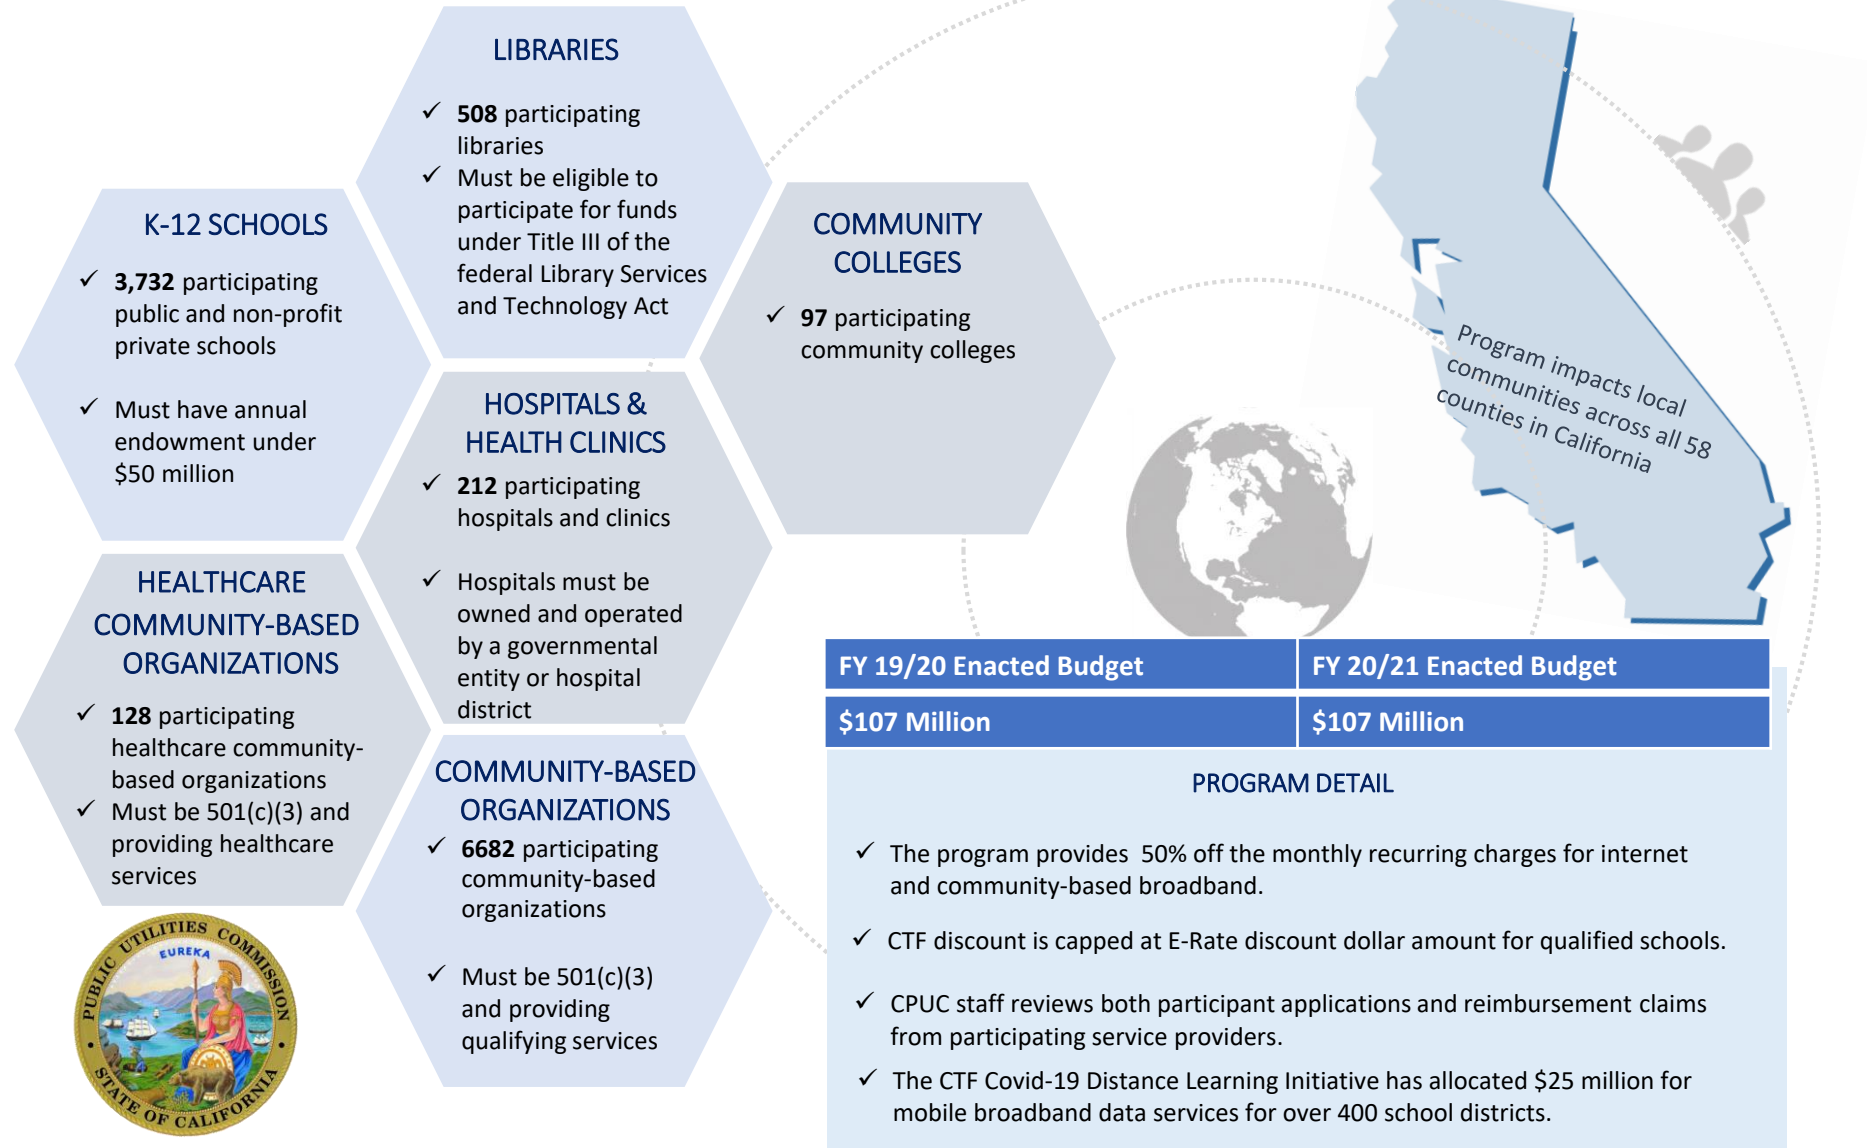 LIBRARIES
✓ 508 participating
libraries
✓ Must be eligible to
participate for funds
under Title III of the
federal Library Services
and Technology Act
K-12 SCHOOLS
✓ 3,732 participating
public and non-profit
private schools
✓ Must have annual
endowment under
$50 million
COMMUNITY
COLLEGES
✓ 97 participating
community colleges
HOSPITALS &
HEALTH CLINICS
✓ 212 participating
hospitals and clinics
✓ Hospitals must be
owned and operated
by a governmental
entity or hospital
district
HEALTHCARE
COMMUNITY-BASED
ORGANIZATIONS
✓ 128 participating
healthcare community-
based organizations
✓ Must be 501(c)(3) and
providing healthcare
services
COMMUNITY-BASED
ORGANIZATIONS
✓ 6682 participating
community-based
organizations
✓ Must be 501(c)(3)
and providing
qualifying services
Program impacts local
communities across all 58
counties in California
FY 19/20 Enacted Budget
FY 20/21 Enacted Budget
$107 Million
$107 Million
PROGRAM DETAIL
✓ The program provides 50% off the monthly recurring charges for internet
and community-based broadband.
✓ CTF discount is capped at E-Rate discount dollar amount for qualified schools.
✓ CPUC staff reviews both participant applications and reimbursement claims
from participating service providers.
✓ The CTF Covid-19 Distance Learning Initiative has allocated $25 million for
mobile broadband data services for over 400 school districts.
PUBLIC UTILITIES COMMISSION
EUREKA
STATE OF CALIFORNIA